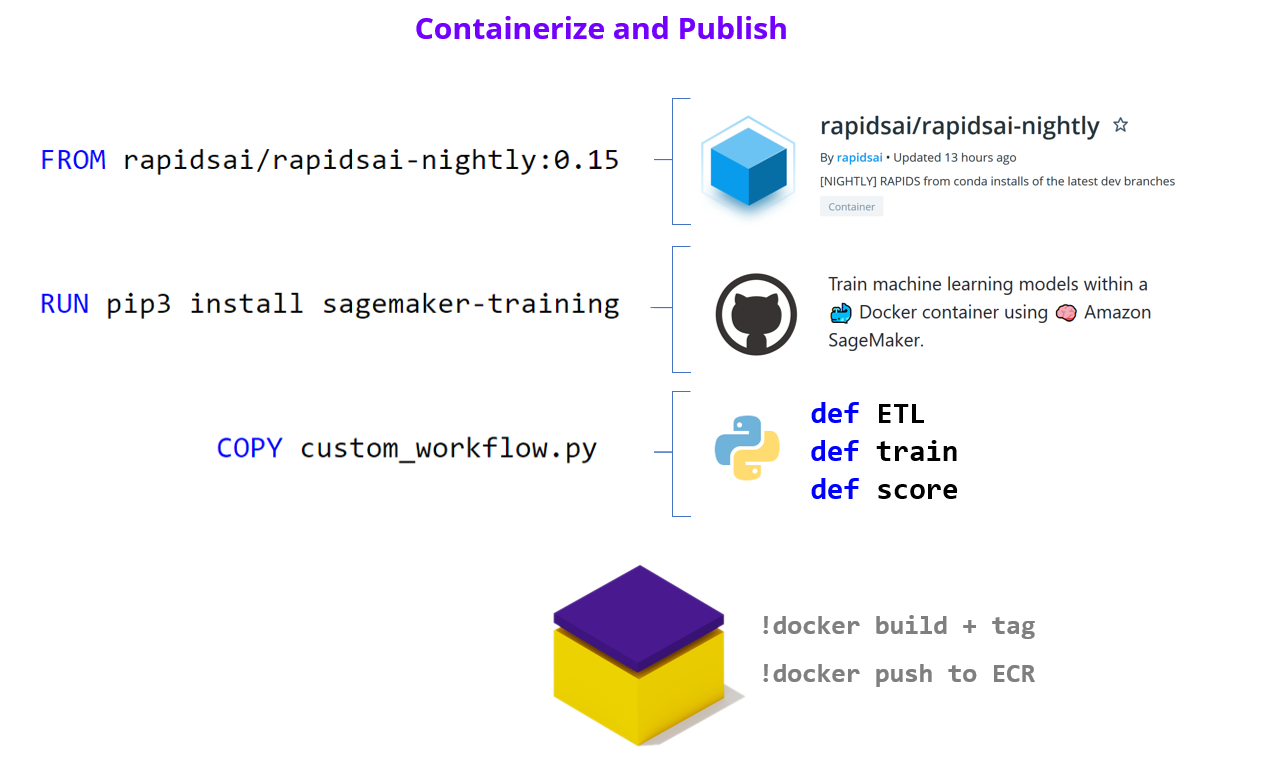 Containerize and Publish
FROM rapidsai/rapidsai-nightly:0.15
rapidsai/rapidsai-nightly
By rapidsai • Updated 13 hours ago
[NIGHTLY] RAPIDS from conda installs of the latest dev branches
Container
RUN pip3 install sagemaker-training
Train machine learning models within a
Docker container using 🧠 Amazon
SageMaker.
COPY custom_workflow.py
def ETL
def train
def score
!docker build + tag
!docker push to ECR